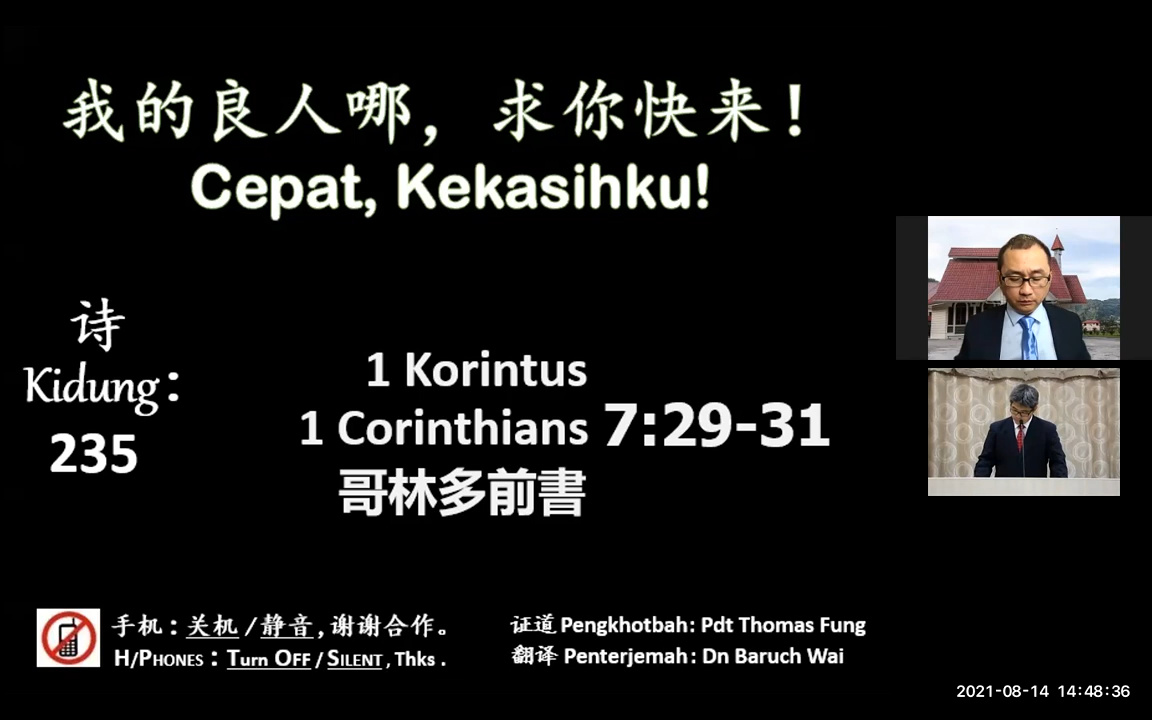 我的良人哪，求你快来！
Cepat, Kekasihku!
诗
Kidung：
235
1 Korintus
1 Corinthians 7:29-31
哥林多前書
手机：关机 / 静音，谢谢合作。
H/PHONES：TURN OFF / SILENT , Thks .
证道 Pengkhotbah: Pdt Thomas Fung
翻译 Penterjemah: Dn Baruch Wai
2021-08-14 14:48:36